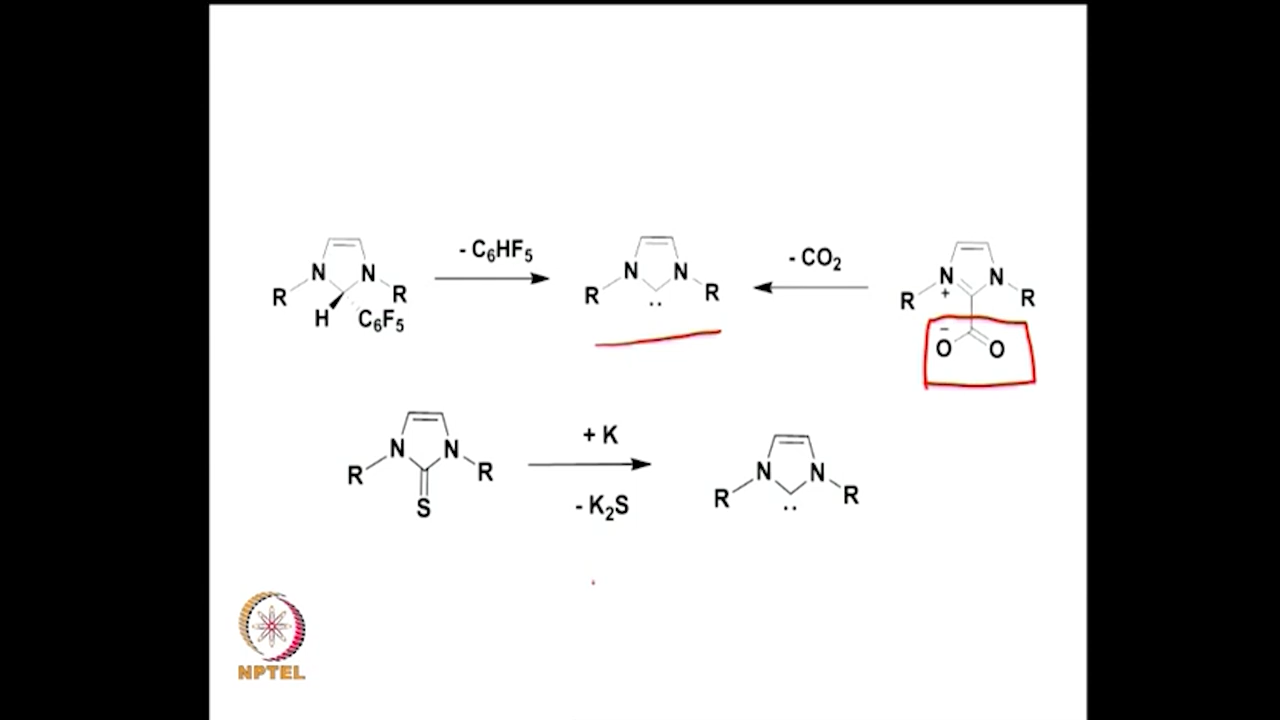 - C₆HF₅
- CO₂
N N
R R
H C₆F₅
N N
R R
··
N N
+
R R
−
O O
+ K
- K₂S
N N
R R
S
N N
R R
··
NPTEL